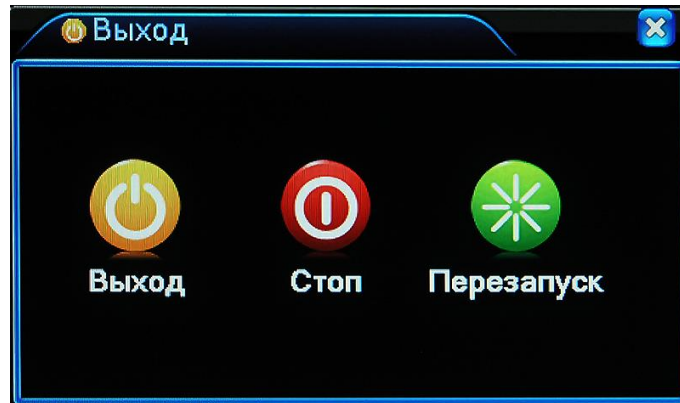 Выход
Выход
Стоп
Перезапуск